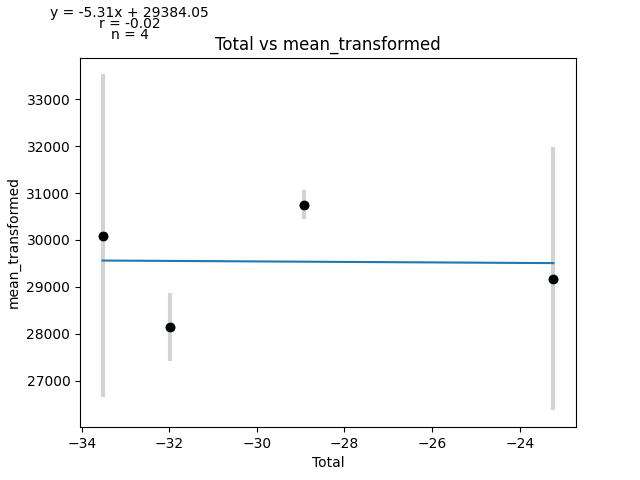 y = -5.31x + 29384.05
r = -0.02
n = 4
Total vs mean_transformed
33000
32000
31000
30000
29000
28000
27000
mean_transformed
−34
−32
−30
−28
−26
−24
Total